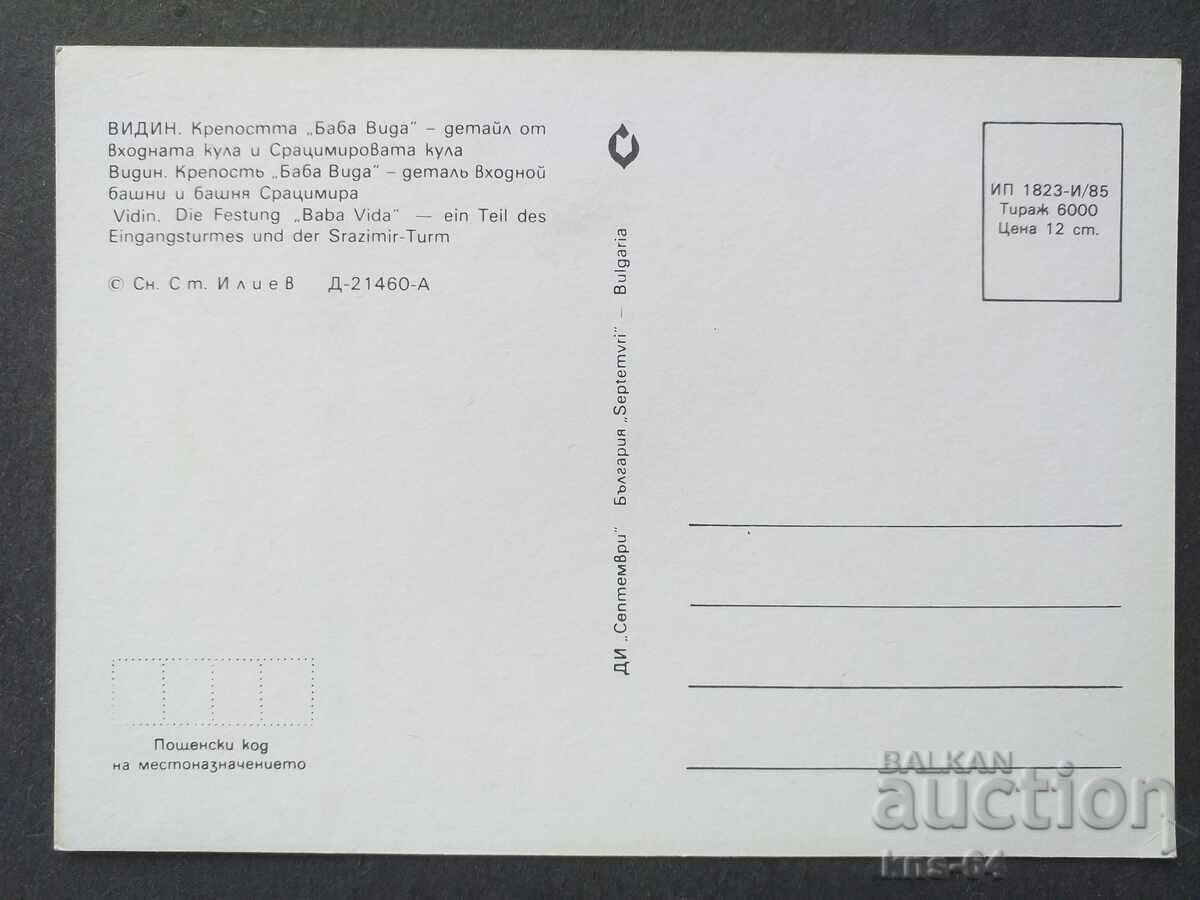 ВИДИН. Крепостта „Баба Вида" – детайл от
входната кула и Срацимировата кула
Видин. Крепость „Баба Вида" – деталь входной
башни и башня Срацимира
Vidin. Die Festung „Baba Vida" — ein Teil des
Eingangsturmes und der Srazimir-Turm
© Сн. Ст. Илиев Д-21460-А
ДИ „Септември" България „Septemvri" – Bulgaria
ИП 1823-И/85
Тираж 6000
Цена 12 ст.
Пощенски код
на местоназначението
BALKAN
auction
kns-64